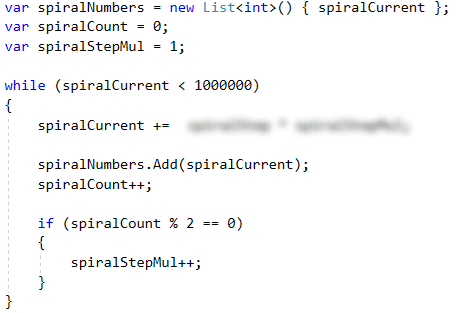 var spiralNumbers = new List<int>() { spiralCurrent };
var spiralCount = 0;
var spiralStepMul = 1;
while (spiralCurrent < 1000000)
{
spiralCurrent +=
spiralNumbers.Add(spiralCurrent);
spiralCount++;
if (spiralCount % 2 == 0)
{
spiralStepMul++;
}
}